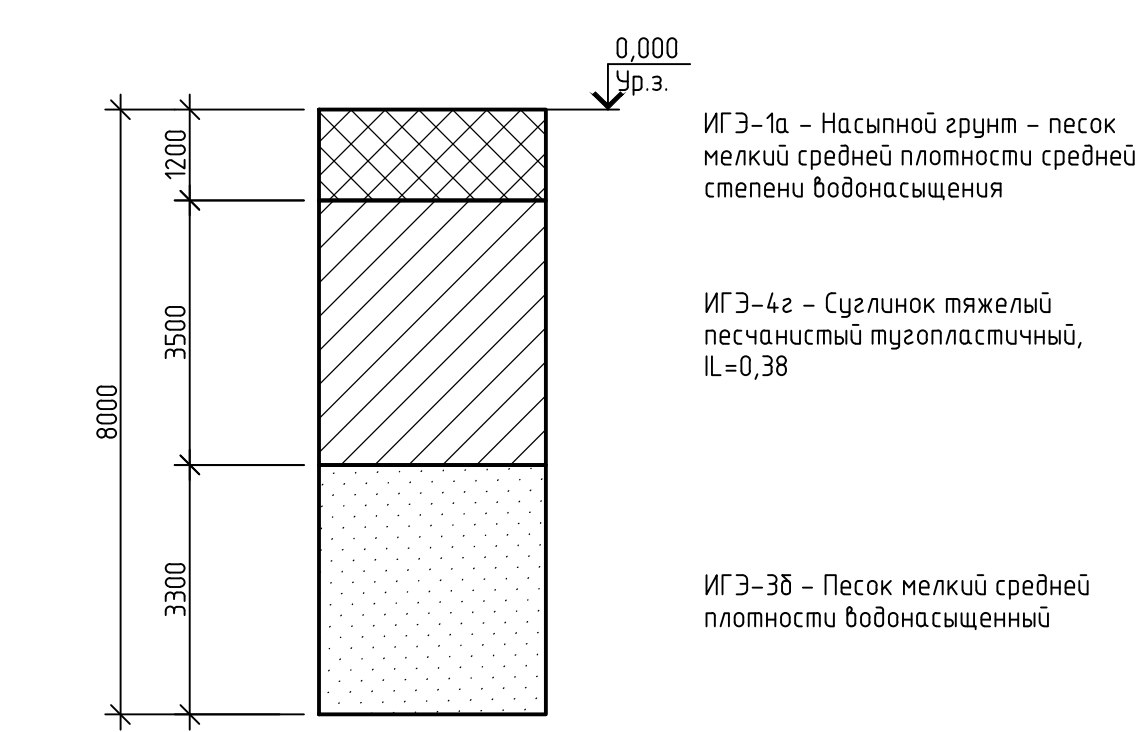 0,000
Ур.з.
ИГЭ-1а - Насыпной грунт - песок
мелкий средней плотности средней
степени водонасыщения
1200
ИГЭ-4г - Суглинок тяжелый
песчанистый тугопластичный,
IL=0,38
3500
8000
ИГЭ-3б - Песок мелкий средней
плотности водонасыщенный
3300